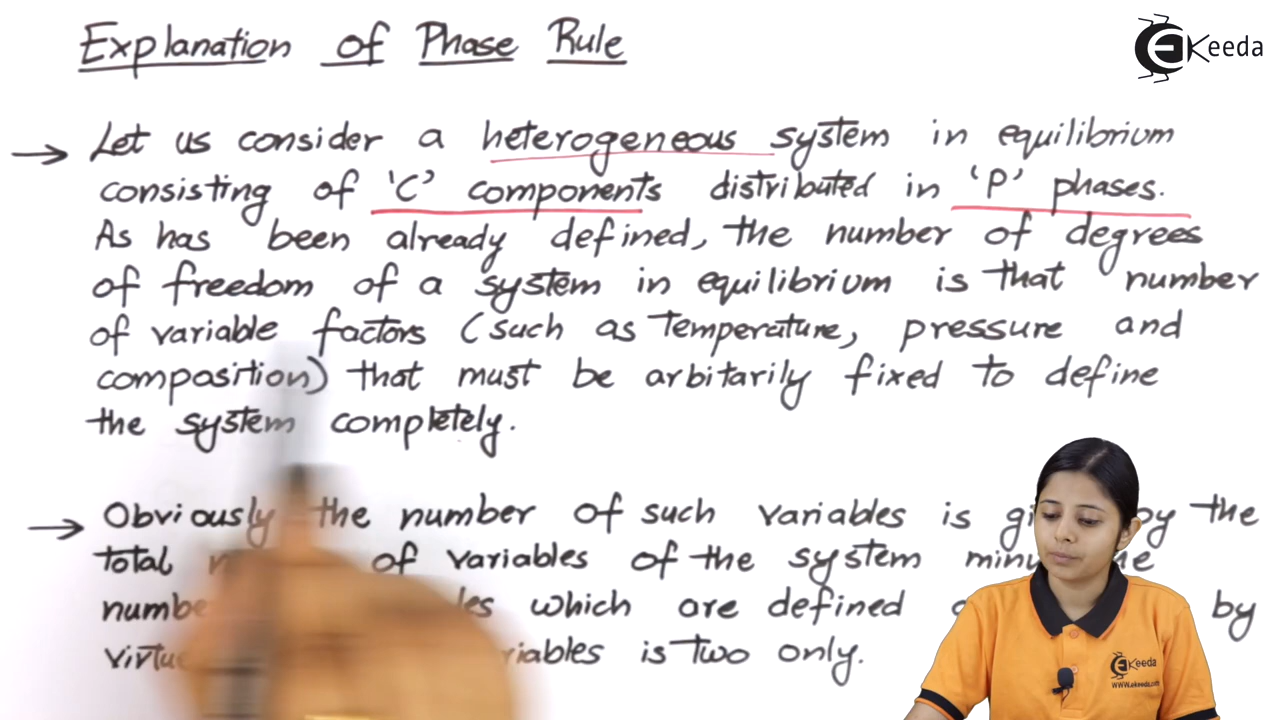 Explanation of Phase Rule
eKeeda
→ Let us consider a heterogeneous system in equilibrium
consisting of 'C' components distributed in 'P' phases.
As has been already defined, the number of degrees
of freedom of a system in equilibrium is that number
of variable factors (such as Temperature, pressure and
composition) that must be arbitarily fixed to define
the system completely.
→ Obviously the number of such variables is by the
Total of variables of the system
which are defined by
is two only.
eKeeda
www.ekeeda.com